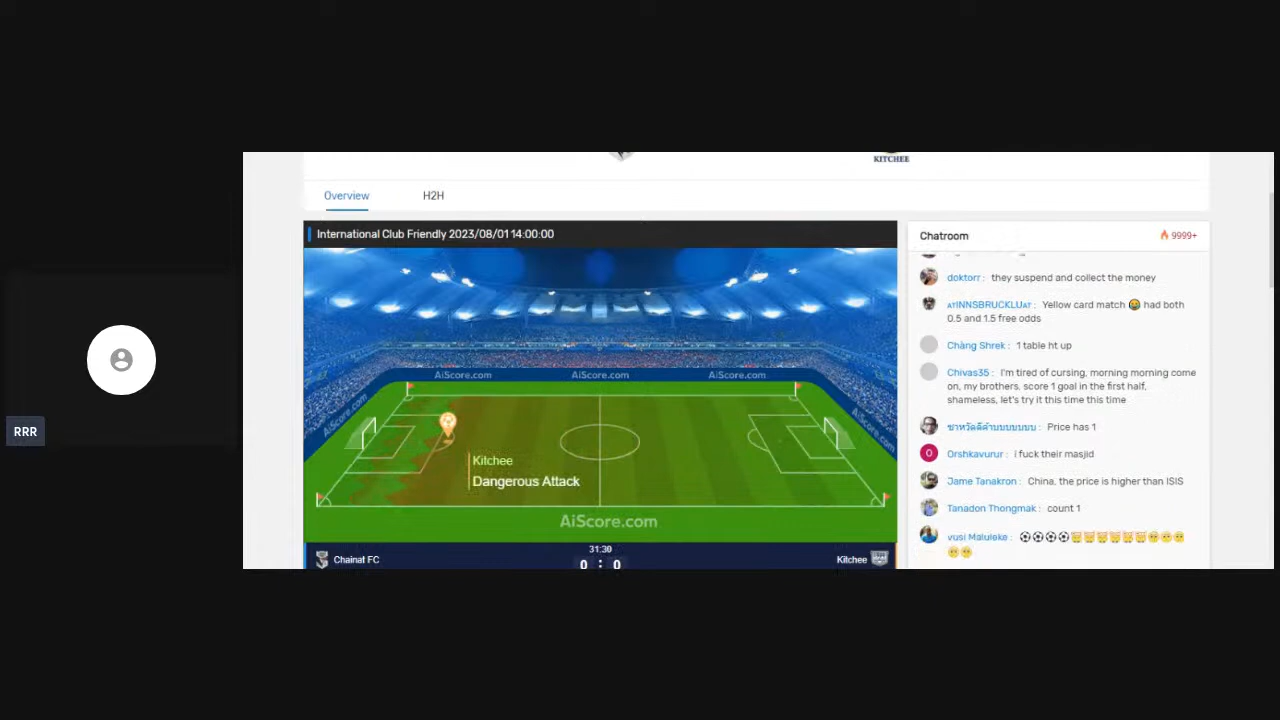 KITCHEE
Overview
H2H
International Club Friendly 2023/08/01 14:00:00
AiScore.com
AiScore.com
AiScore.com
AiScore.com
AiScore.com
Kitchee
Dangerous Attack
AiScore.com
31:30
Chainat FC
0 : 0
Kitchee
Chatroom
9999+
doktorr : they suspend and collect the money
ᴀᴛINNSBRUCKLUᴀᴛ : Yellow card match 😭 had both
0.5 and 1.5 free odds
Chàng Shrek : 1 table ht up
Chivas35 : I'm tired of cursing, morning morning come
on, my brothers. score 1 goal in the first half,
shameless, let's try it this time this time
Price has 1
O
Orshkavurur : i fuck their masjid
Jame Tanakron : China, the price is higher than ISIS
Tanadon Thongmak : count 1
vusi Maluleke :
RRR